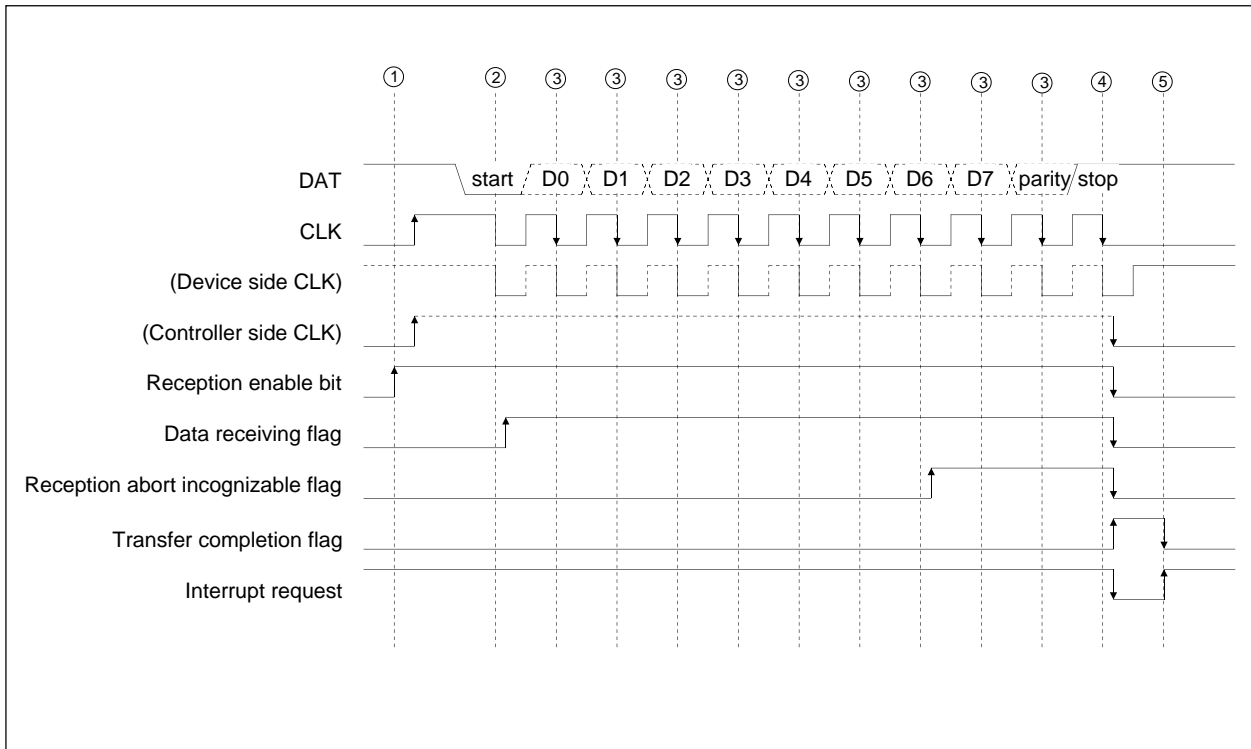 ① ② ③ ③ ③ ③ ③ ③ ③ ③ ③ ④ ⑤
DAT start D0 D1 D2 D3 D4 D5 D6 D7 parity stop
CLK
(Device side CLK)
(Controller side CLK)
Reception enable bit
Data receiving flag
Reception abort incognizable flag
Transfer completion flag
Interrupt request